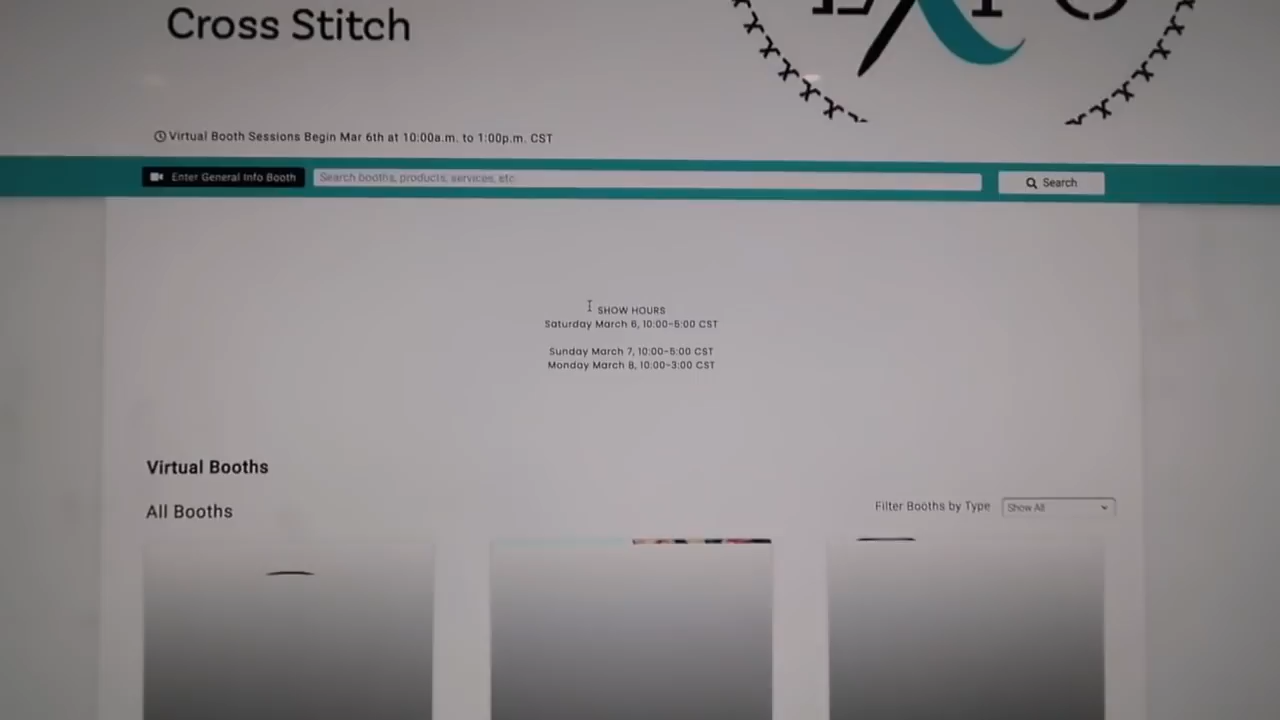 Cross Stitch
EXPO
Virtual Booth Sessions Begin Mar 6th at 10:00a.m. to 1:00p.m. CST
Enter General Info Booth
Search booths, products, services, etc
Search
SHOW HOURS
Saturday March 6, 10:00-5:00 CST
Sunday March 7, 10:00-5:00 CST
Monday March 8, 10:00-3:00 CST
Virtual Booths
All Booths
Filter Booths by Type
Show All